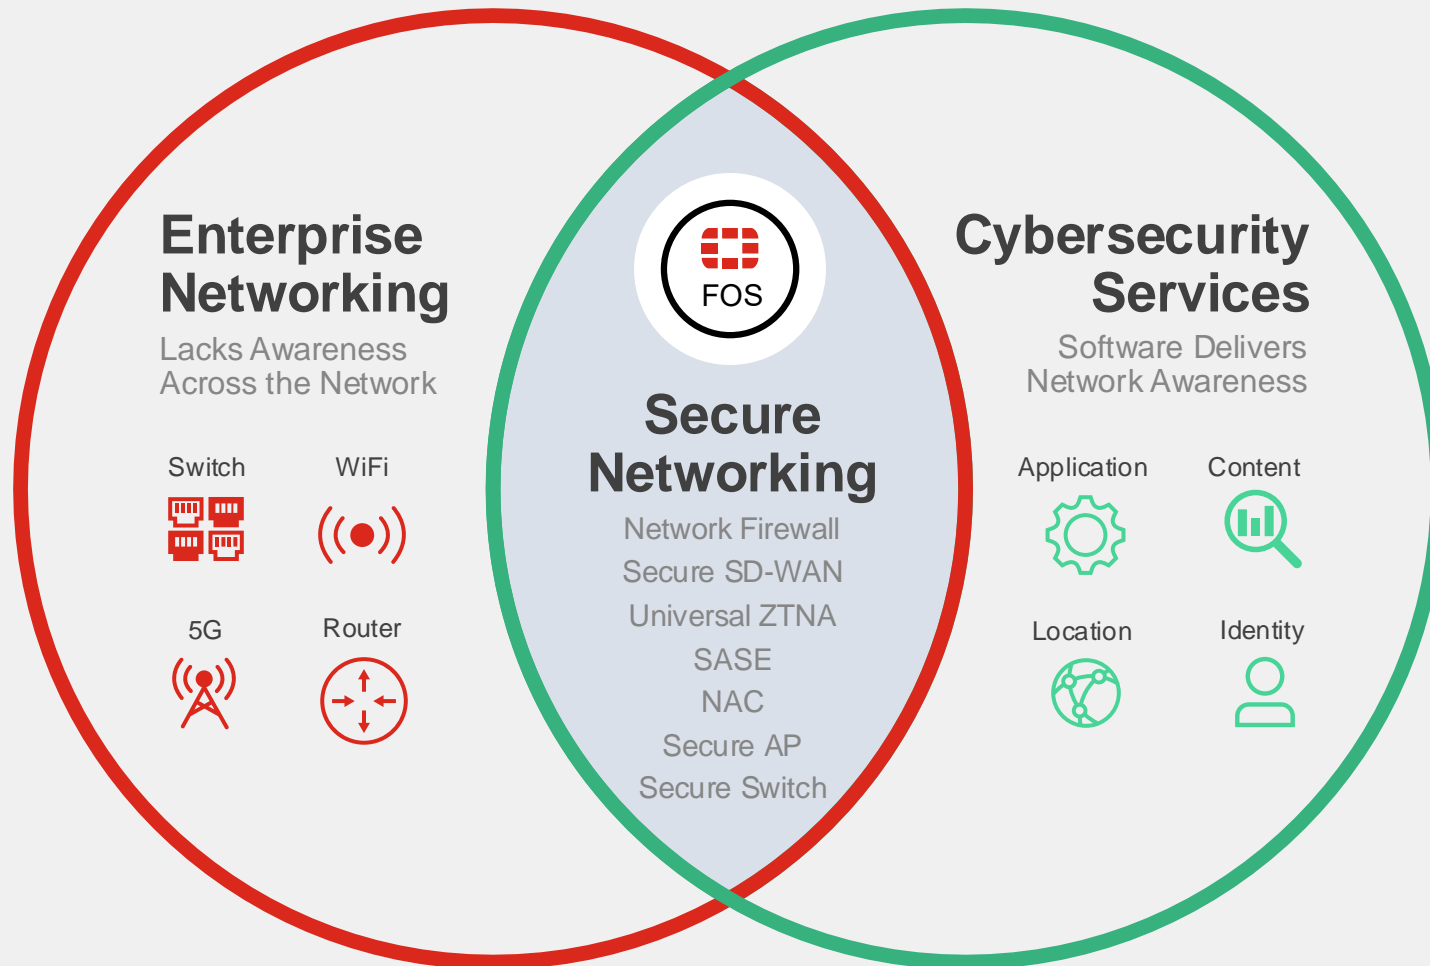 Enterprise
Networking
Lacks Awareness
Across the Network
Switch
WiFi
5G
Router
FOS
Secure
Networking
Network Firewall
Secure SD-WAN
Universal ZTNA
SASE
NAC
Secure AP
Secure Switch
Cybersecurity
Services
Software Delivers
Network Awareness
Application
Content
Location
Identity